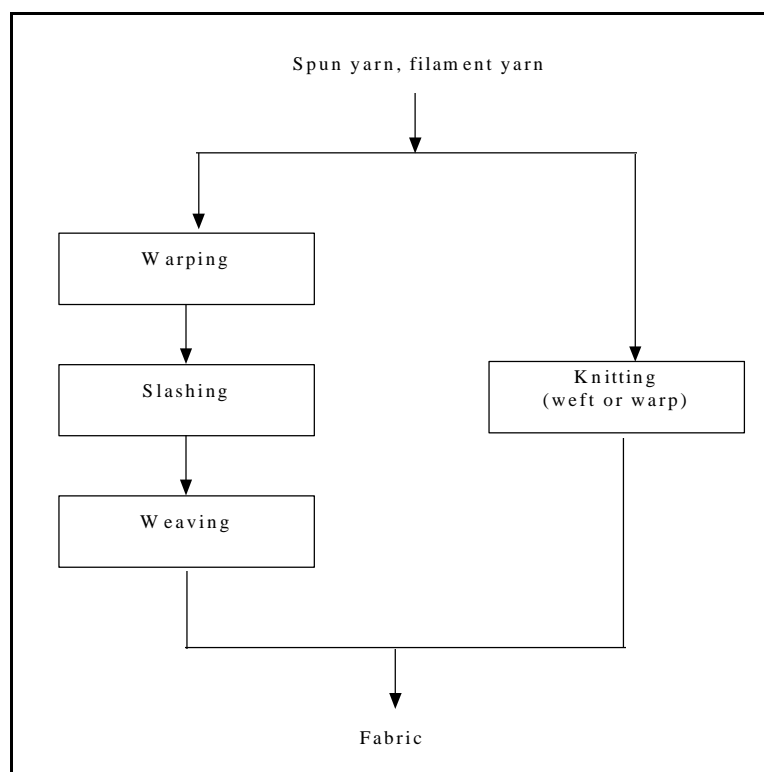 Spun yarn, filament yarn
Warping
Slashing
Knitting
(weft or warp)
Weaving
Fabric